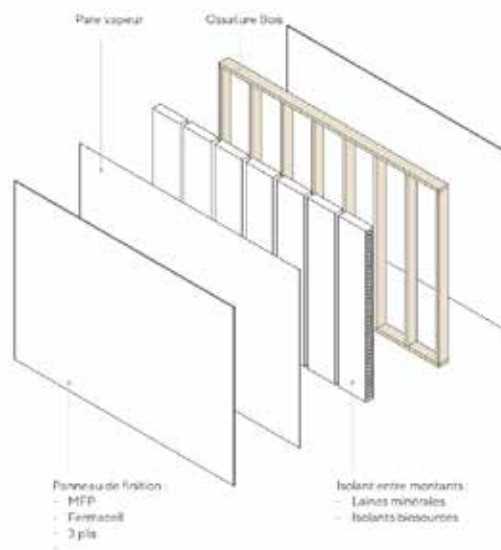 Pare vapeur
Ossature Bois
Panneau de finition :
- MFP
- Fermacell
- 3 plis
-
Isolant entre montants :
- Laines minérales
- Isolants biosourcés